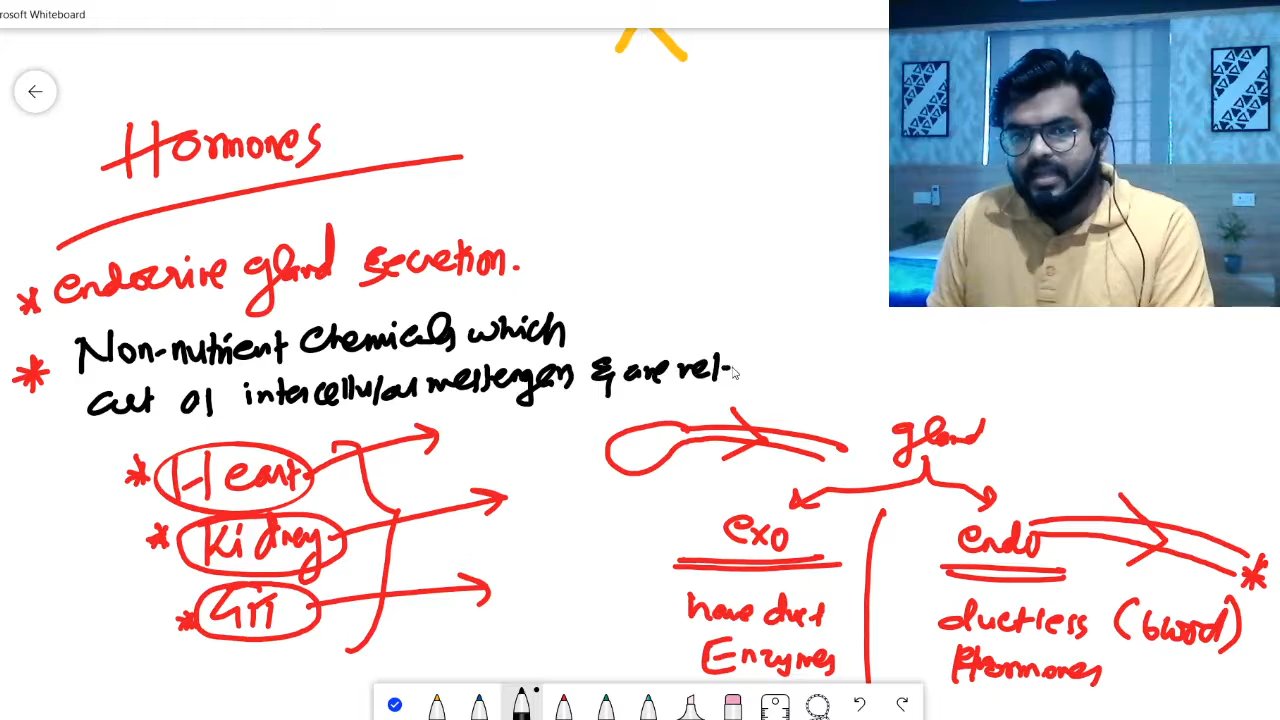 rosoft Whiteboard
Hormones
* endocrine gland secretion.
* Non-nutrient chemicals which
act as intercellular messengers & are rel-
* Heart
* Kidney
* GIT
gland
exo
endo
have duct
Enzymes
ductless (blood)
Hormones
*